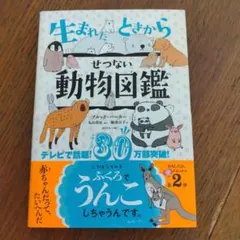 生まれたときから
せつない
動物図鑑
ブルック・バーカー
テレビで話題!
30
万部突破!
ふくろで
うんこ
しちゃうんです。
赤ちゃんだって、
たいへんだ
第2弾